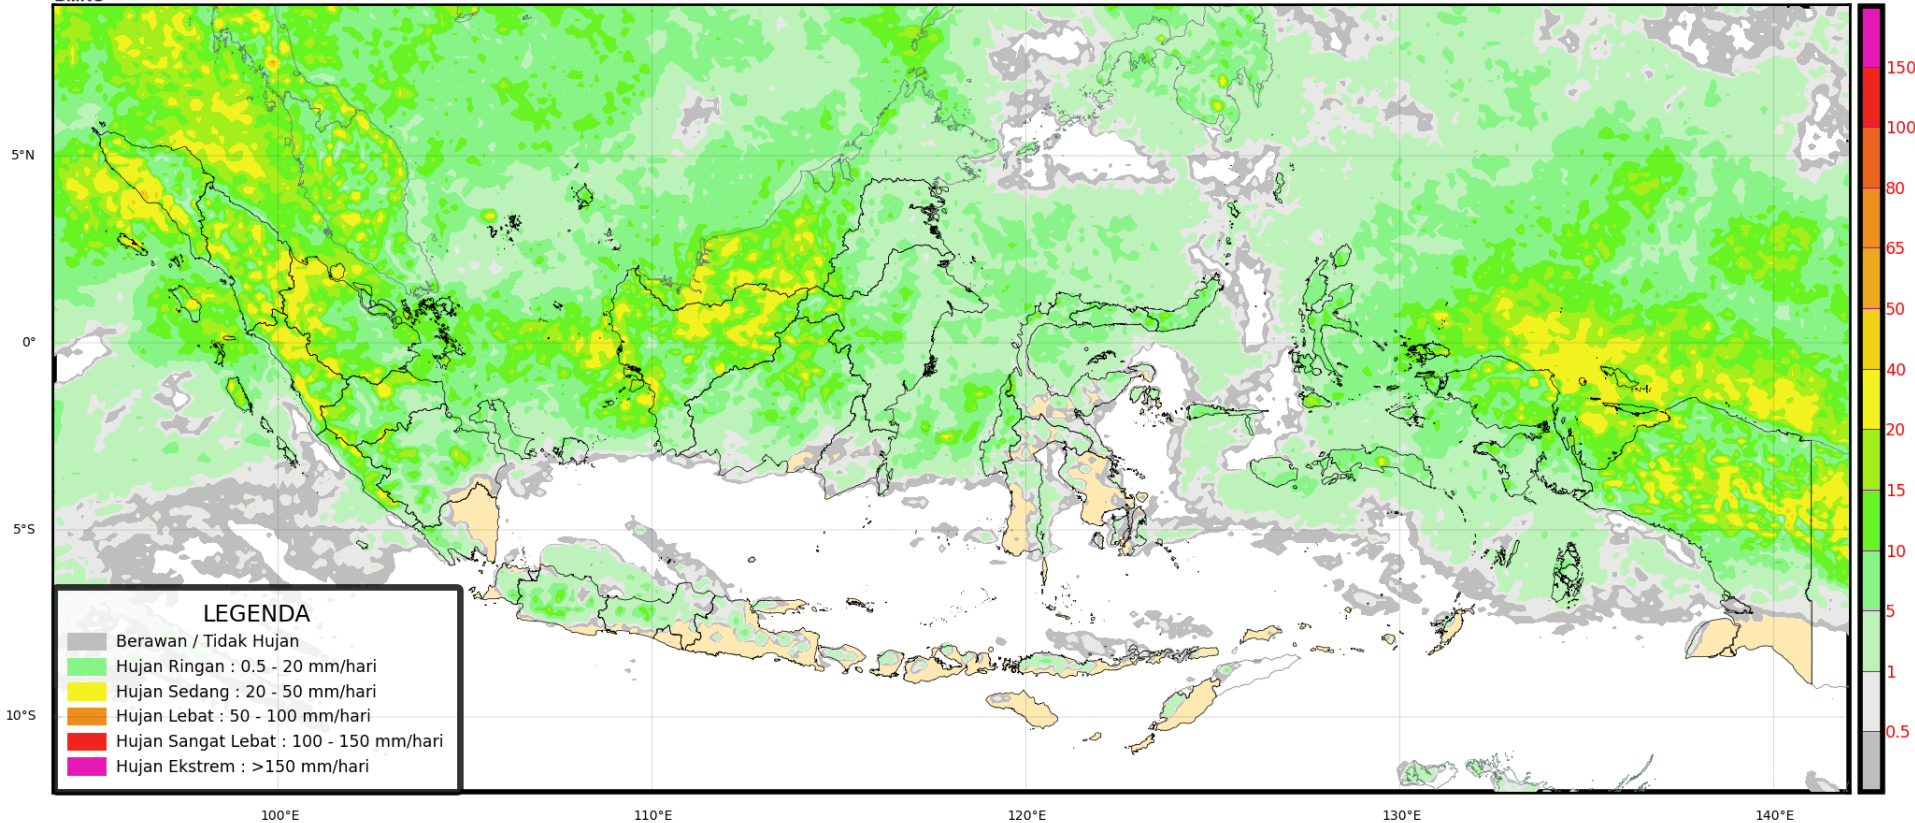 5°N
0°
5°S
10°S
LEGENDA
Berawan / Tidak Hujan
Hujan Ringan : 0.5 - 20 mm/hari
Hujan Sedang : 20 - 50 mm/hari
Hujan Lebat : 50 - 100 mm/hari
Hujan Sangat Lebat : 100 - 150 mm/hari
Hujan Ekstrem : >150 mm/hari
100°E
110°E
120°E
130°E
140°E
150
100
80
65
50
40
20
15
10
5
1
0.5